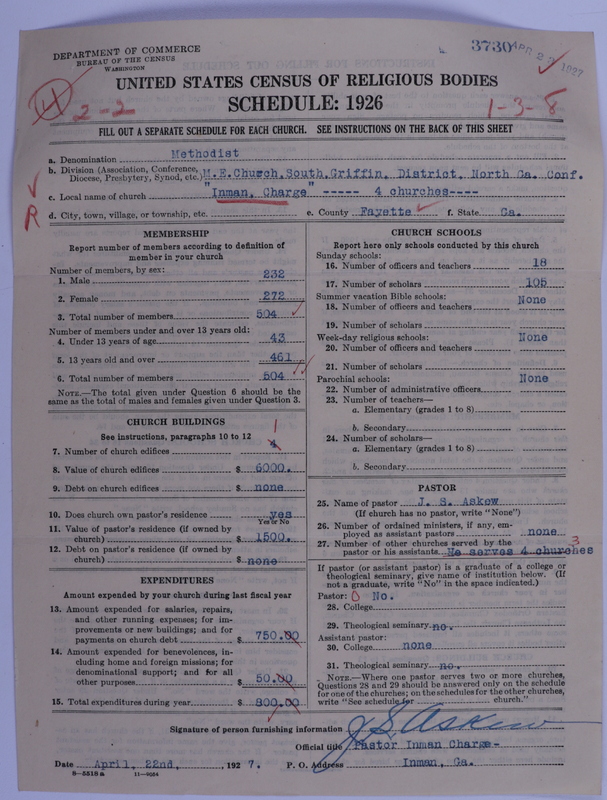 DEPARTMENT OF COMMERCE
BUREAU OF THE CENSUS
WASHINGTON
3730 APR 2 1927
UNITED STATES CENSUS OF RELIGIOUS BODIES
SCHEDULE: 1926
2-2
1-3-8
FILL OUT A SEPARATE SCHEDULE FOR EACH CHURCH. SEE INSTRUCTIONS ON THE BACK OF THIS SHEET
a. Denomination Methodist
b. Division (Association, Conference, Diocese, Presbytery, Synod, etc.) M.E.Church,South,Griffin, District, North Ga. Conf.
c. Local name of church "Inman, Charge" ----- 4 churches----
R
d. City, town, village, or township, etc. e. County Fayette f. State Ga.
MEMBERSHIP
Report number of members according to definition of
member in your church
Number of members, by sex:
1. Male 232
2. Female 272
3. Total number of members 504
Number of members under and over 13 years old:
4. Under 13 years of age 43
5. 13 years old and over 461
6. Total number of members 504
NOTE.—The total given under Question 6 should be
same as the total of males and females given under Question 3.
CHURCH BUILDINGS
See instructions, paragraphs 10 to 12
1
7. Number of church edifices 4
8. Value of church edifices $ 6000.
9. Debt on church edifices $ none
10. Does church own pastor's residence yes
Yes or No
11. Value of pastor's residence (if owned by
church) $ 1500.
12. Debt on pastor's residence (if owned by
church) $ none
EXPENDITURES
Amount expended by your church during last fiscal year
13. Amount expended for salaries, repairs,
and other running expenses; for im-
provements or new buildings; and for
payments on church debt $ 750.00
14. Amount expended for benevolences, in-
cluding home and foreign missions; for
denominational support; and for all
other purposes $ 50.00
15. Total expenditures during year $ 800.00
CHURCH SCHOOLS
Report here only schools conducted by this church
Sunday schools:
16. Number of officers and teachers 18
17. Number of scholars 105
Summer vacation Bible schools: None
18. Number of officers and teachers
19. Number of scholars
Week-day religious schools: None
20. Number of officers and teachers
21. Number of scholars
Parochial schools: None
22. Number of administrative officers
23. Number of teachers—
a. Elementary (grades 1 to 8)
b. Secondary
24. Number of scholars—
a. Elementary (grades 1 to 8)
b. Secondary
PASTOR
25. Name of pastor J. S. Askew
(If church has no pastor, write "None")
26. Number of ordained ministers, if any, em-
ployed as assistant pastors none
27. Number of other churches served by the 3
pastor or his assistants He serves 4 churches
If pastor (or assistant pastor) is a graduate of a college or
theological seminary, give name of institution below. (If
not a graduate, write "No" in the space indicated.)
Pastor: 0 No.
28. College
29. Theological seminary no.
Assistant pastor:
30. College none
31. Theological seminary no.
NOTE.—Where one pastor serves two or more churches,
Questions 28 and 29 should be answered only on the schedule
for one of the churches; on the schedules for the other churches,
write "See schedule for church."
Signature of person furnishing information J S Askew
Official title Pastor Inman Charge-
Date April, 22nd, 1927. P. O. Address Inman, Ga.
8—5518a 11—9084